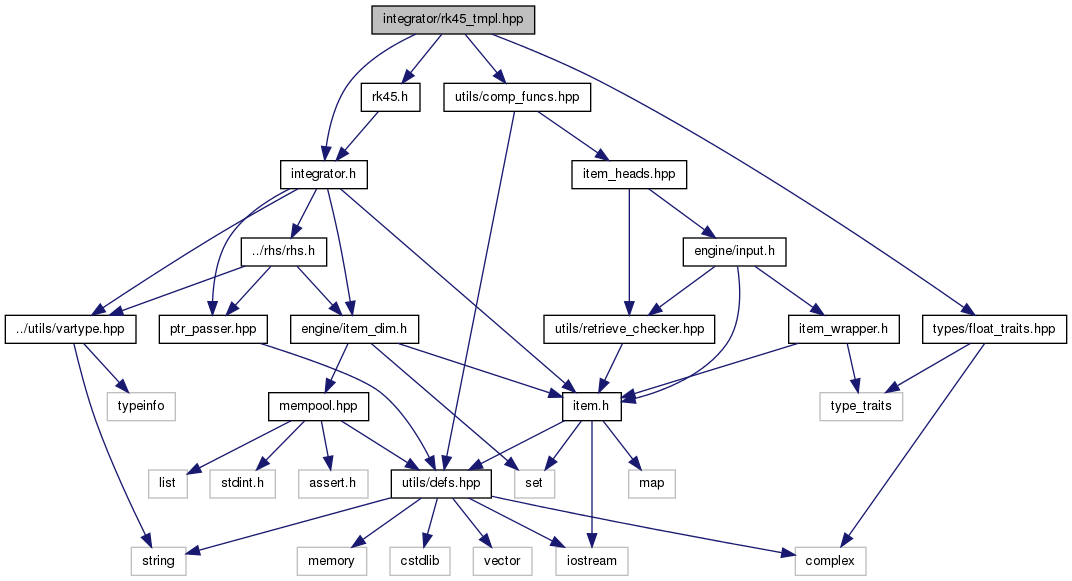 integrator/rk45_tmpl.hpp
rk45.h
utils/comp_funcs.hpp
integrator.h
item_heads.hpp
../rhs/rhs.h
engine/input.h
../utils/vartype.hpp
ptr_passer.hpp
engine/item_dim.h
utils/retrieve_checker.hpp
item_wrapper.h
types/float_traits.hpp
typeinfo
mempool.hpp
item.h
type_traits
list
stdint.h
assert.h
utils/defs.hpp
set
map
string
memory
cstdlib
vector
iostream
complex